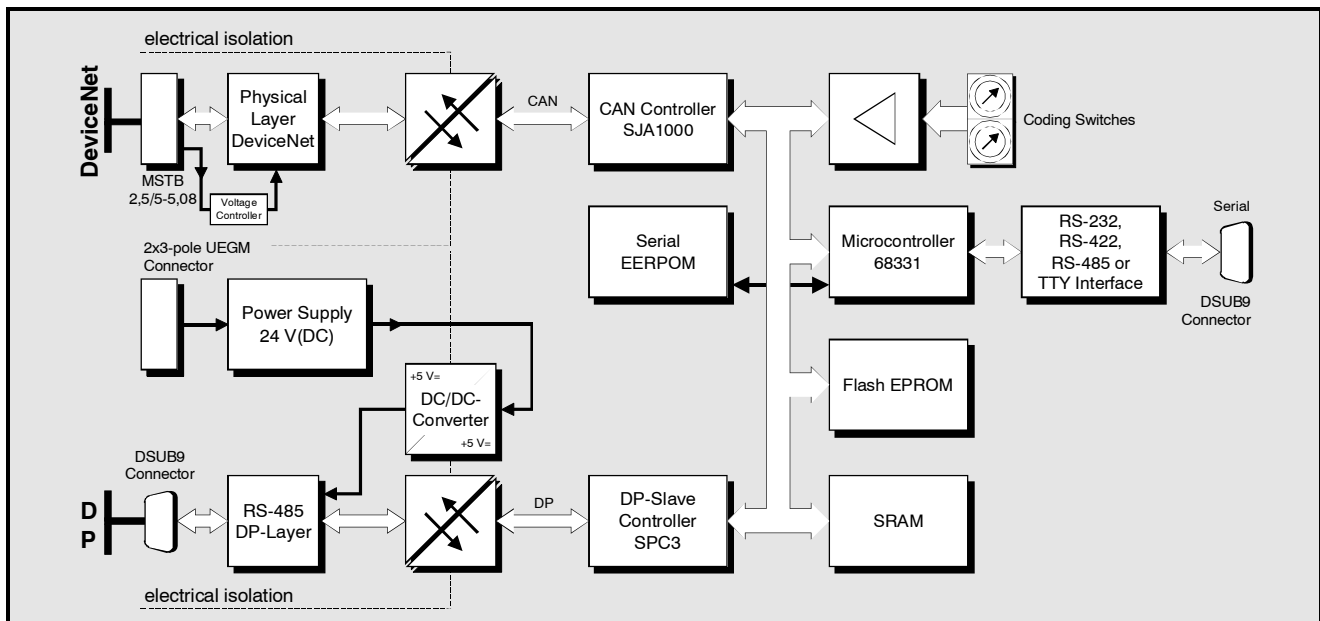 electrical isolation
DeviceNet
Physical
Layer
DeviceNet
MSTB
2,5/5-5,08
Voltage
Controller
CAN
CAN Controller
SJA1000
Coding Switches
2x3-pole UEGM
Connector
Power Supply
24 V(DC)
Serial
EERPOM
Microcontroller
68331
RS-232,
RS-422,
RS-485 or
TTY Interface
Serial
DSUB9
Connector
+5 V=
DC/DC-
Converter
+5 V=
Flash EPROM
DSUB9
Connector
D
P
RS-485
DP-Layer
DP
DP-Slave
Controller
SPC3
SRAM
electrical isolation